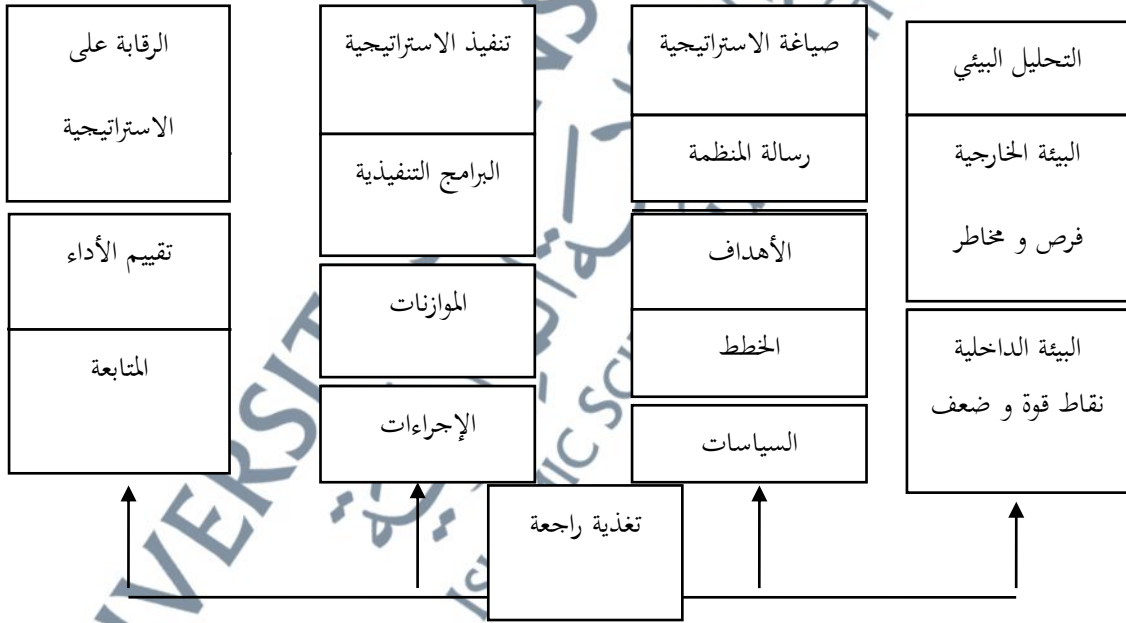 التحليل البيئي
البيئة الخارجية
فرص و مخاطر
البيئة الداخلية
نقاط قوة و ضعف
صياغة الاستراتيجية
رسالة المنظمة
الأهداف
الخطط
السياسات
تنفيذ الاستراتيجية
البرامج التنفيذية
الموازنات
الإجراءات
الرقابة على
الاستراتيجية
تقييم الأداء
المتابعة
تغذية راجعة